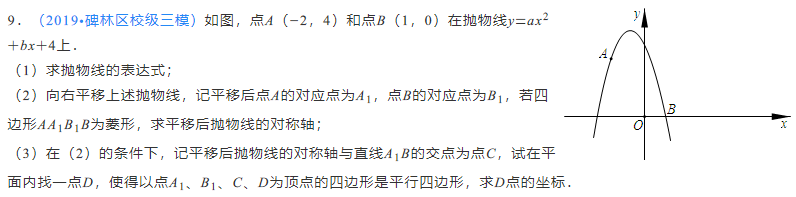 9．（2019•碑林区校级三模）如图，点A（−2，4）和点B（1，0）在抛物线y=ax²
+bx+4上．
（1）求抛物线的表达式；
（2）向右平移上述抛物线，记平移后点A的对应点为A₁，点B的对应点为B₁，若四
边形AA₁B₁B为菱形，求平移后抛物线的对称轴；
（3）在（2）的条件下，记平移后抛物线的对称轴与直线A₁B的交点为点C，试在平
面内找一点D，使得以点A₁、B₁、C、D为顶点的四边形是平行四边形，求D点的坐标．
y
A
B
O
x